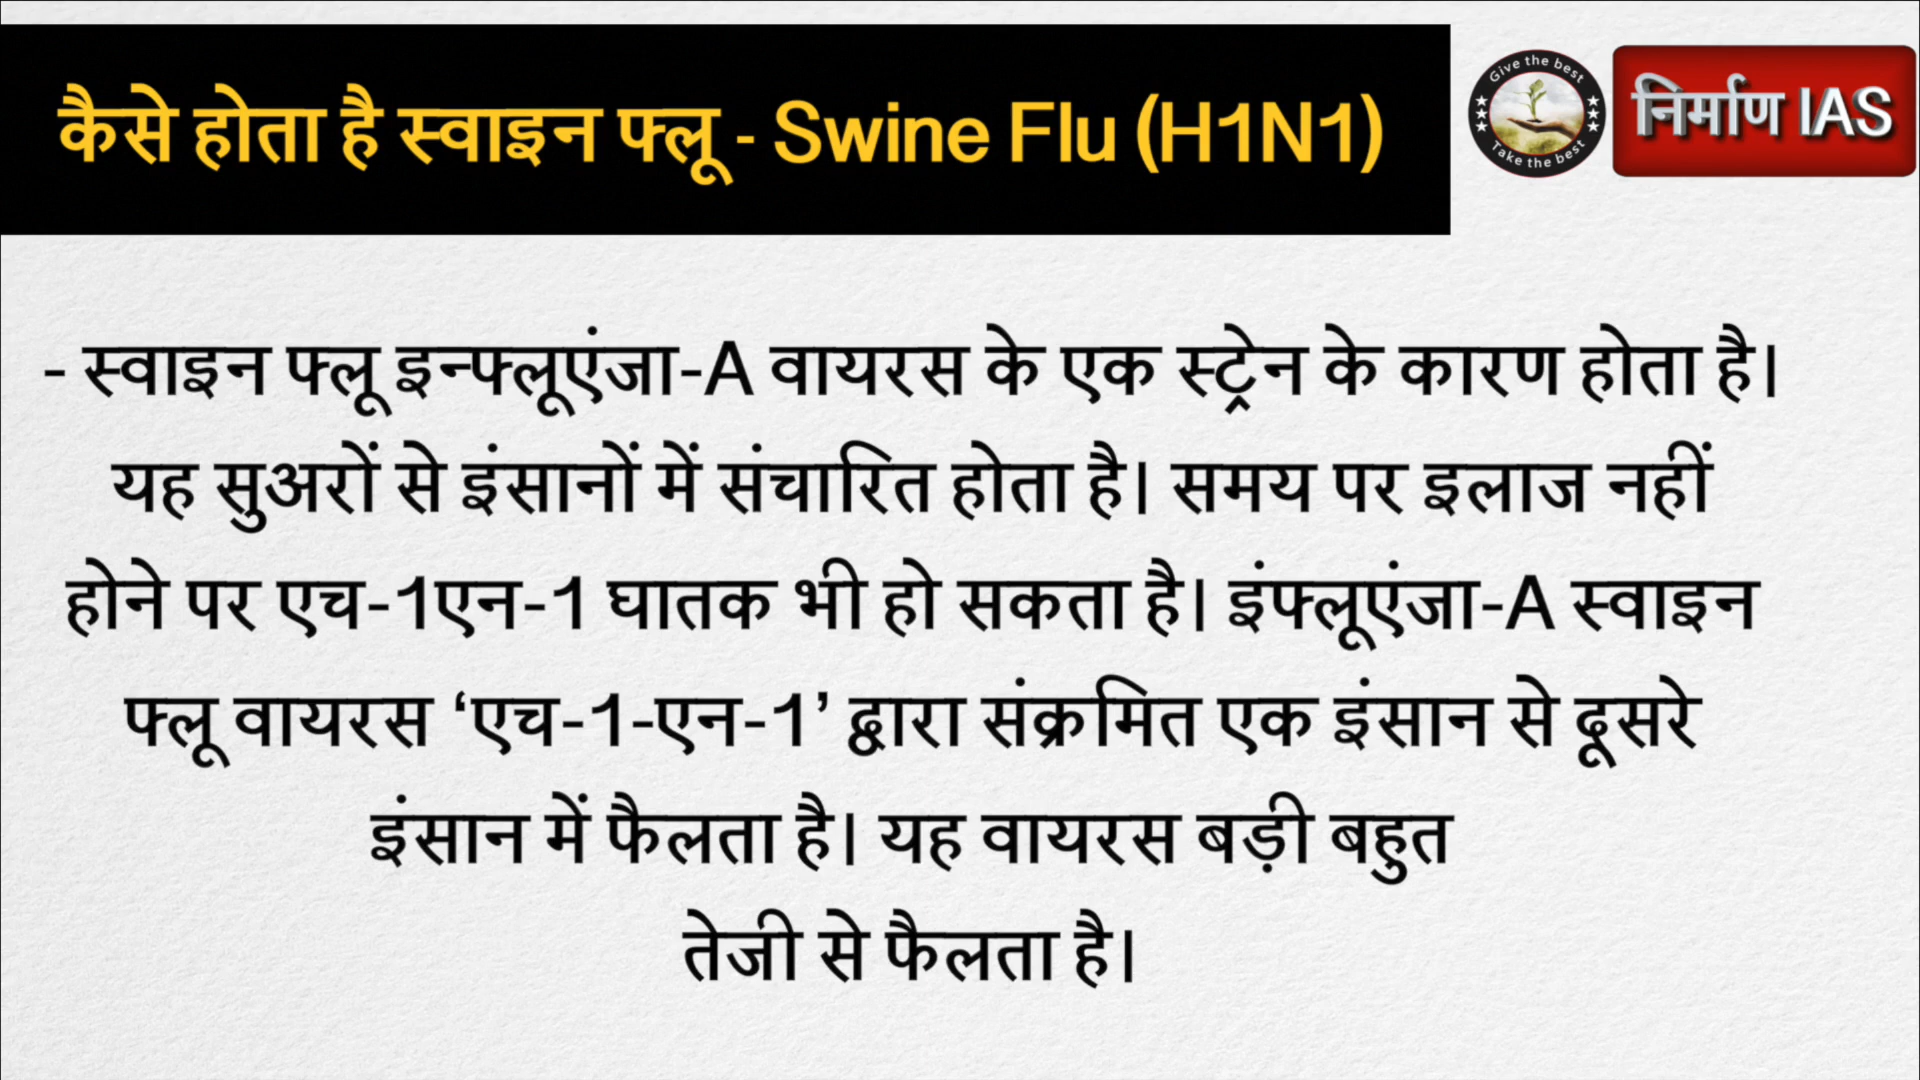 कैसे होता है स्वाइन फ्लू - Swine Flu (H1N1)
Give the best
Take the best
निर्माण IAS
- स्वाइन फ्लू इन्फ्लूएंजा-A वायरस के एक स्ट्रेन के कारण होता है।
यह सुअरों से इंसानों में संचारित होता है। समय पर इलाज नहीं
होने पर एच-1एन-1 घातक भी हो सकता है। इंफ्लूएंजा-A स्वाइन
फ्लू वायरस ‘एच-1-एन-1’ द्वारा संक्रमित एक इंसान से दूसरे
इंसान में फैलता है। यह वायरस बड़ी बहुत
तेजी से फैलता है।